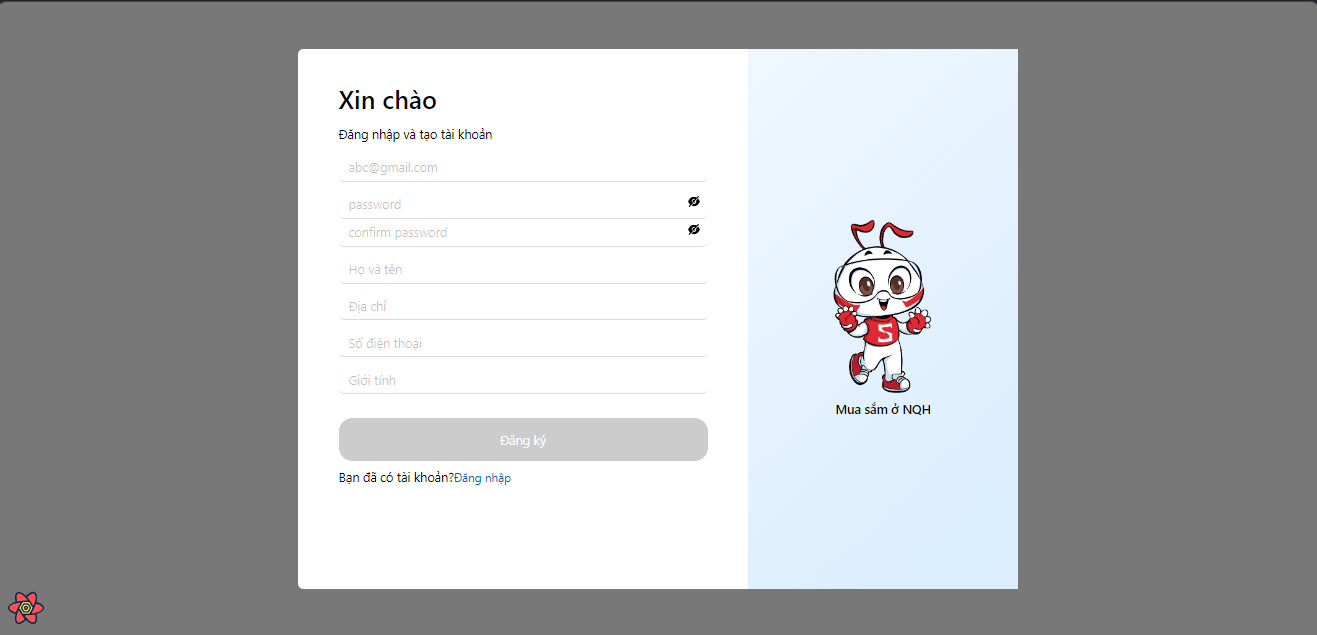 Xin chào
Đăng nhập và tạo tài khoản
abc@gmail.com
password
confirm password
Họ và tên
Địa chỉ
Số điện thoại
Giới tính
Đăng ký
Bạn đã có tài khoản?Đăng nhập
S
Mua sắm ở NQH